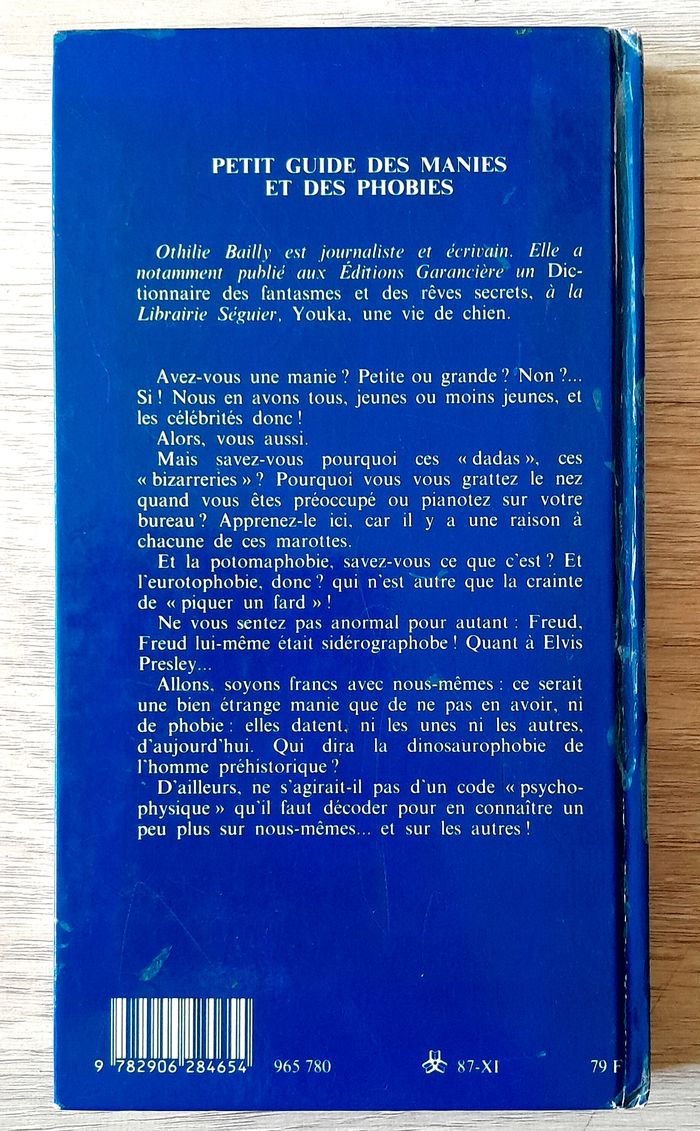 PETIT GUIDE DES MANIES
ET DES PHOBIES
Othilie Bailly est journaliste et écrivain. Elle a
notamment publié aux Éditions Garancière un Dic-
tionnaire des fantasmes et des rêves secrets, à la
Librairie Séguier, Youka, une vie de chien.
Avez-vous une manie ? Petite ou grande ? Non ?...
Si ! Nous en avons tous, jeunes ou moins jeunes, et
les célébrités donc !
Alors, vous aussi.
Mais savez-vous pourquoi ces « dadas », ces
« bizarreries » ? Pourquoi vous vous grattez le nez
quand vous êtes préoccupé ou pianotez sur votre
bureau ? Apprenez-le ici, car il y a une raison à
chacune de ces marottes.
Et la potomaphobie, savez-vous ce que c'est ? Et
l'eurotophobie, donc ? qui n'est autre que la crainte
de « piquer un fard » !
Ne vous sentez pas anormal pour autant : Freud,
Freud lui-même était sidérographobe ! Quant à Elvis
Presley...
Allons, soyons francs avec nous-mêmes : ce serait
une bien étrange manie que de ne pas en avoir, ni
de phobie : elles datent, ni les unes ni les autres,
d'aujourd'hui. Qui dira la dinosaurophobie de
l'homme préhistorique ?
D'ailleurs, ne s'agirait-il pas d'un code « psycho-
physique » qu'il faut décoder pour en connaître un
peu plus sur nous-mêmes... et sur les autres !
9 782906 284654 965 780 87-XI 79 F